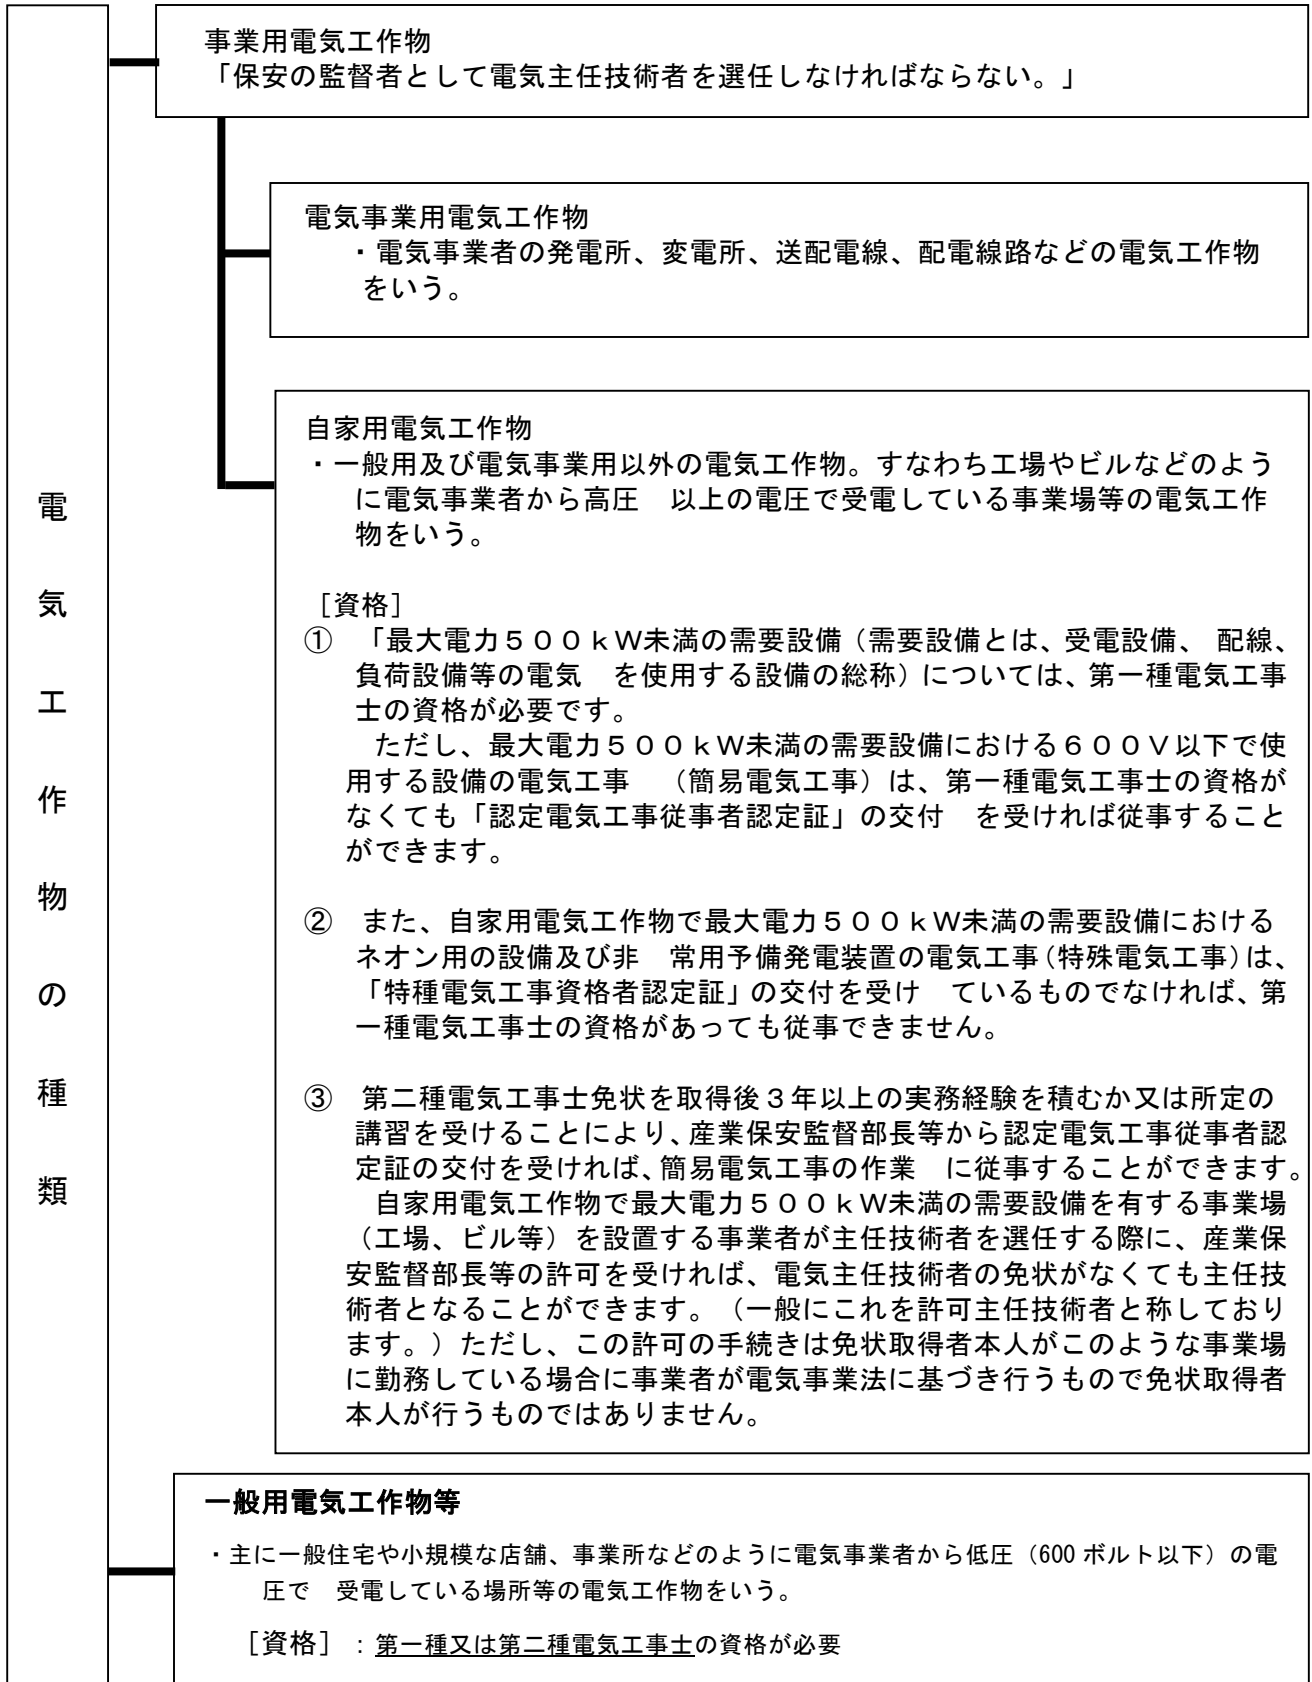 電気工作物の種類
事業用電気工作物
「保安の監督者として電気主任技術者を選任しなければならない。」
電気事業用電気工作物
・電気事業者の発電所、変電所、送配電線、配電線路などの電気工作物
をいう。
自家用電気工作物
・一般用及び電気事業用以外の電気工作物。すなわち工場やビルなどのよう
に電気事業者から高圧　以上の電圧で受電している事業場等の電気工作
物をいう。
［資格］
①　「最大電力５００ｋＷ未満の需要設備（需要設備とは、受電設備、 配線、
負荷設備等の電気　を使用する設備の総称）については、第一種電気工事
士の資格が必要です。
ただし、最大電力５００ｋＷ未満の需要設備における６００Ｖ以下で使
用する設備の電気工事　（簡易電気工事）は、第一種電気工事士の資格が
なくても「認定電気工事従事者認定証」の交付　を受ければ従事すること
ができます。
②　また、自家用電気工作物で最大電力５００ｋＷ未満の需要設備における
ネオン用の設備及び非　常用予備発電装置の電気工事（特殊電気工事）は、
「特種電気工事資格者認定証」の交付を受け　ているものでなければ、第
一種電気工事士の資格があっても従事できません。
③　第二種電気工事士免状を取得後３年以上の実務経験を積むか又は所定の
講習を受けることにより、産業保安監督部長等から認定電気工事従事者認
定証の交付を受ければ、簡易電気工事の作業　に従事することができます。
自家用電気工作物で最大電力５００ｋＷ未満の需要設備を有する事業場
（工場、ビル等）を設置する事業者が主任技術者を選任する際に、産業保
安監督部長等の許可を受ければ、電気主任技術者の免状がなくても主任技
術者となることができます。（一般にこれを許可主任技術者と称しており
ます。）ただし、この許可の手続きは免状取得者本人がこのような事業場
に勤務している場合に事業者が電気事業法に基づき行うもので免状取得者
本人が行うものではありません。
一般用電気工作物等
・主に一般住宅や小規模な店舗、事業所などのように電気事業者から低圧（600 ボルト以下）の電
圧で　受電している場所等の電気工作物をいう。
［資格］：第一種又は第二種電気工事士の資格が必要